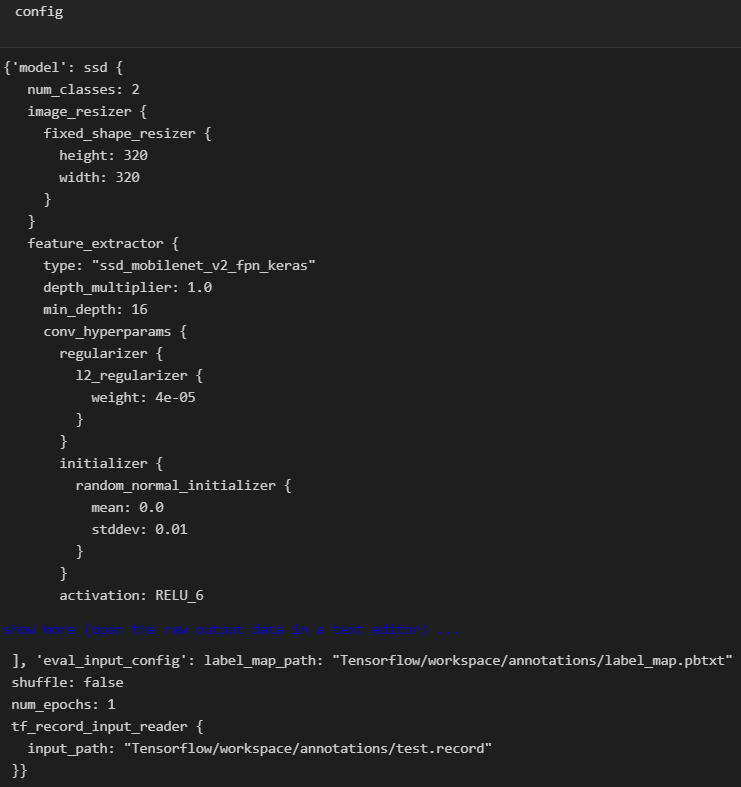 config
{'model': ssd {
num_classes: 2
image_resizer {
fixed_shape_resizer {
height: 320
width: 320
}
}
feature_extractor {
type: "ssd_mobilenet_v2_fpn_keras"
depth_multiplier: 1.0
min_depth: 16
conv_hyperparams {
regularizer {
l2_regularizer {
weight: 4e-05
}
}
initializer {
random_normal_initializer {
mean: 0.0
stddev: 0.01
}
}
activation: RELU_6
show more (open the raw output data in a text editor) ...
], 'eval_input_config': label_map_path: "Tensorflow/workspace/annotations/label_map.pbtxt"
shuffle: false
num_epochs: 1
tf_record_input_reader {
input_path: "Tensorflow/workspace/annotations/test.record"
}}